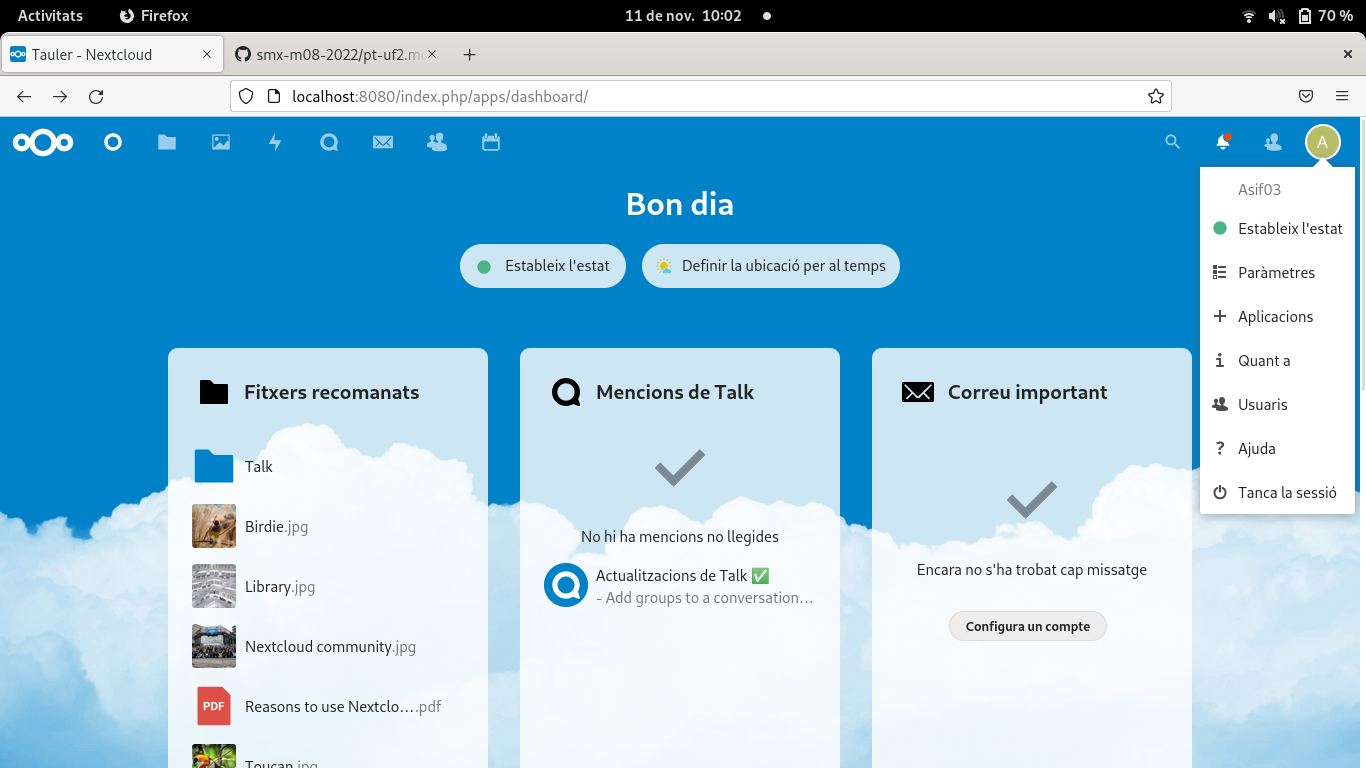 Activitats
Firefox
11 de nov. 10:02
70 %
Tauler - Nextcloud
smx-m08-2022/pt-uf2.m
localhost:8080/index.php/apps/dashboard/
A
Asif03
Estableix l'estat
Paràmetres
Aplicacions
Quant a
Usuaris
Ajuda
Tanca la sessió
Bon dia
Estableix l'estat
Definir la ubicació per al temps
Fitxers recomanats
Talk
Birdie.jpg
Library.jpg
Nextcloud community.jpg
PDF
Reasons to use Nextclo….pdf
Toucan.jpg
Mencions de Talk
No hi ha mencions no llegides
Actualitzacions de Talk ✅
- Add groups to a conversation…
Correu important
Encara no s'ha trobat cap missatge
Configura un compte